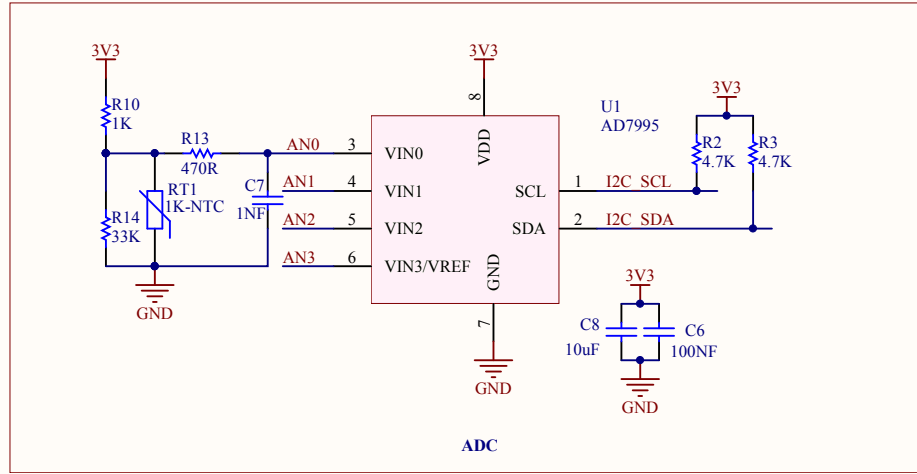 3V3
R10
1K
R13
470R
AN0
3
VIN0
C7
1NF
RT1
1K-NTC
R14
33K
GND
AN1
4
VIN1
AN2
5
VIN2
AN3
6
VIN3/VREF
3V3
8
VDD
U1
AD7995
SCL
1
I2C_SCL
SDA
2
I2C_SDA
GND
7
GND
3V3
R2
4.7K
R3
4.7K
3V3
C8
10uF
C6
100NF
GND
ADC